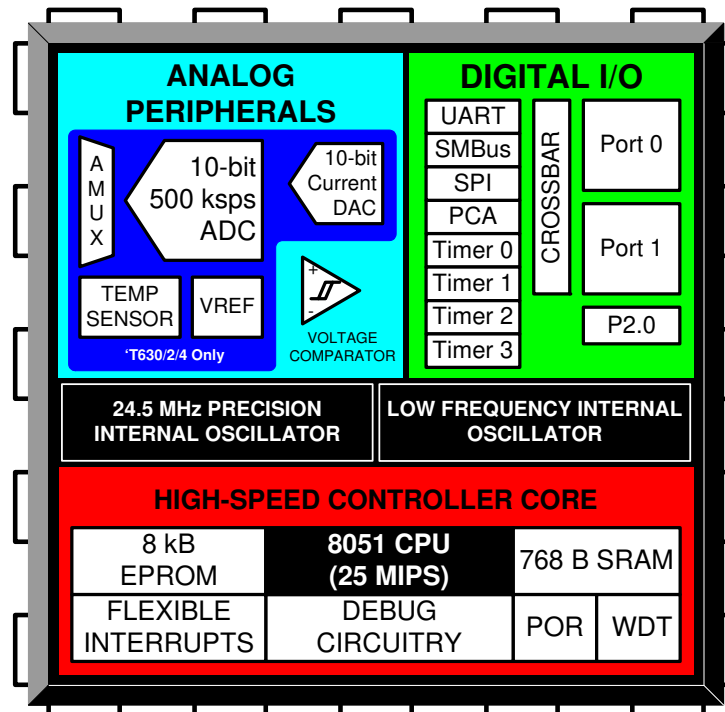 ANALOG
PERIPHERALS
A
M
U
X
10-bit
500 ksps
ADC
10-bit
Current
DAC
TEMP
SENSOR
VREF
+
-
VOLTAGE
COMPARATOR
‘T630/2/4 Only
DIGITAL I/O
UART
SMBus
SPI
PCA
Timer 0
Timer 1
Timer 2
Timer 3
CROSSBAR
Port 0
Port 1
P2.0
24.5 MHz PRECISION
INTERNAL OSCILLATOR
LOW FREQUENCY INTERNAL
OSCILLATOR
HIGH-SPEED CONTROLLER CORE
8 kB
EPROM
8051 CPU
(25 MIPS)
768 B SRAM
FLEXIBLE
INTERRUPTS
DEBUG
CIRCUITRY
POR
WDT